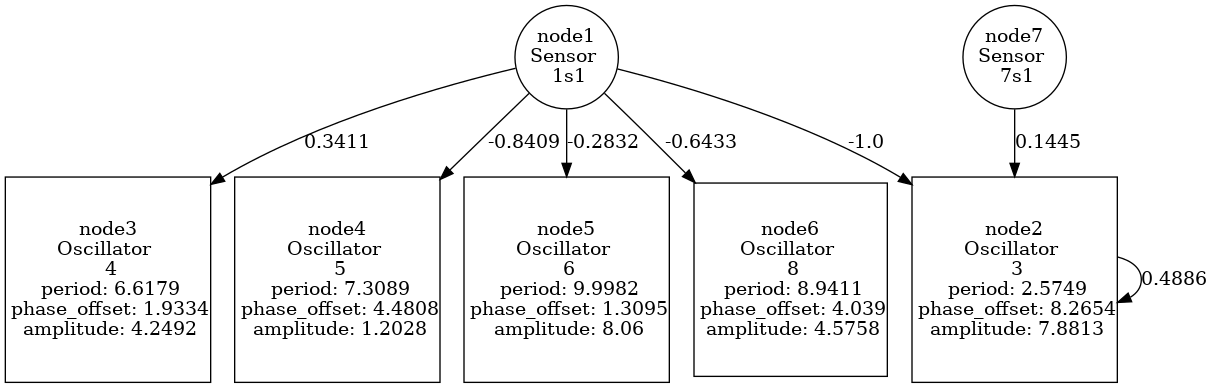 node1
Sensor
1s1
node7
Sensor
7s1
0.3411
-0.8409
-0.2832
-0.6433
-1.0
0.1445
node3
Oscillator
4
period: 6.6179
phase_offset: 1.9334
amplitude: 4.2492
node4
Oscillator
5
period: 7.3089
phase_offset: 4.4808
amplitude: 1.2028
node5
Oscillator
6
period: 9.9982
phase_offset: 1.3095
amplitude: 8.06
node6
Oscillator
8
period: 8.9411
phase_offset: 4.039
amplitude: 4.5758
node2
Oscillator
3
period: 2.5749
phase_offset: 8.2654
amplitude: 7.8813
0.4886